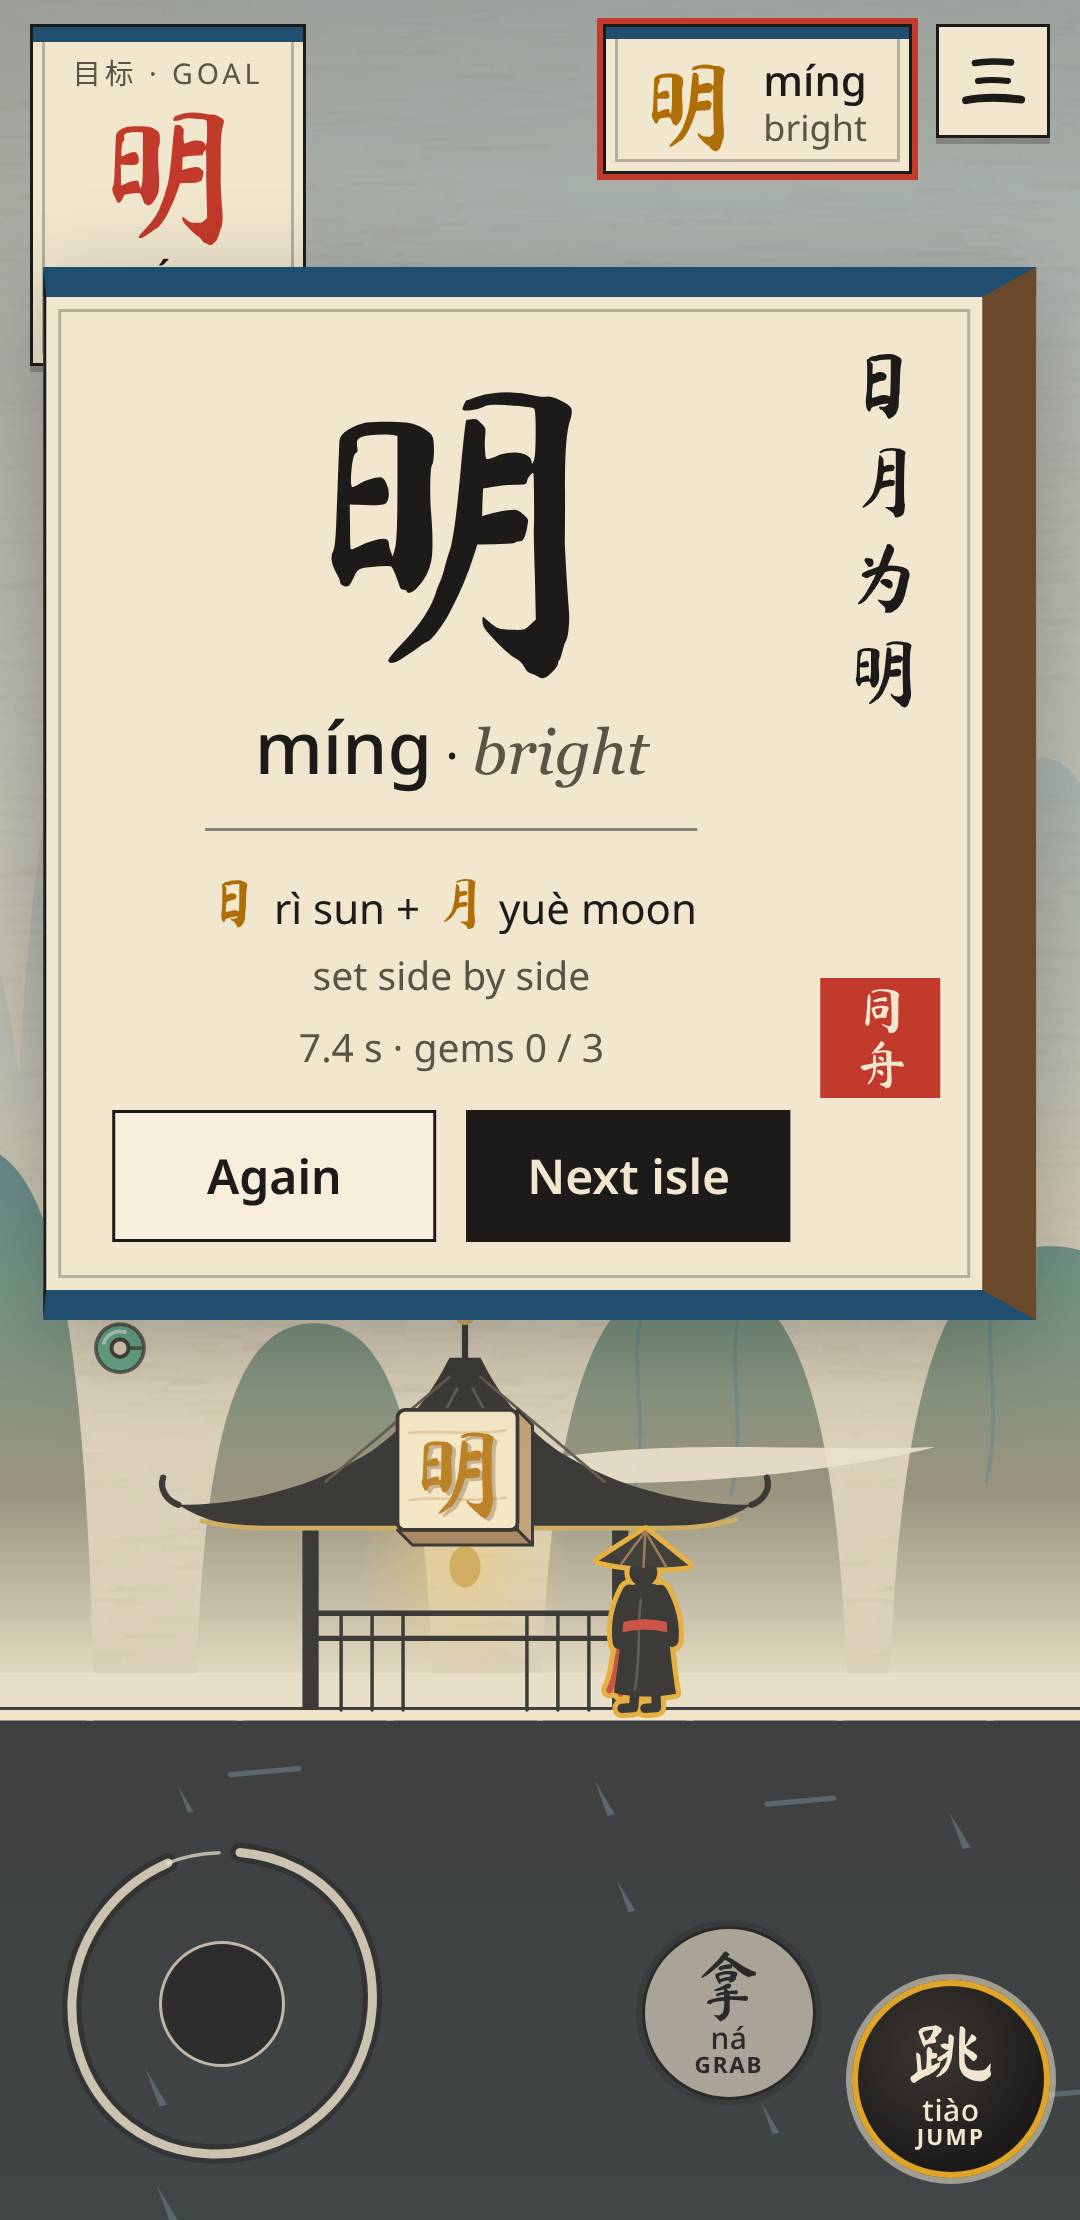 目标 · GOAL
明
明
míng
bright
三
明
日月为明
míng · bright
日 rì sun + 月 yuè moon
set side by side
7.4 s · gems 0 / 3
同舟
Again
Next isle
明
拿
ná
GRAB
跳
tiào
JUMP